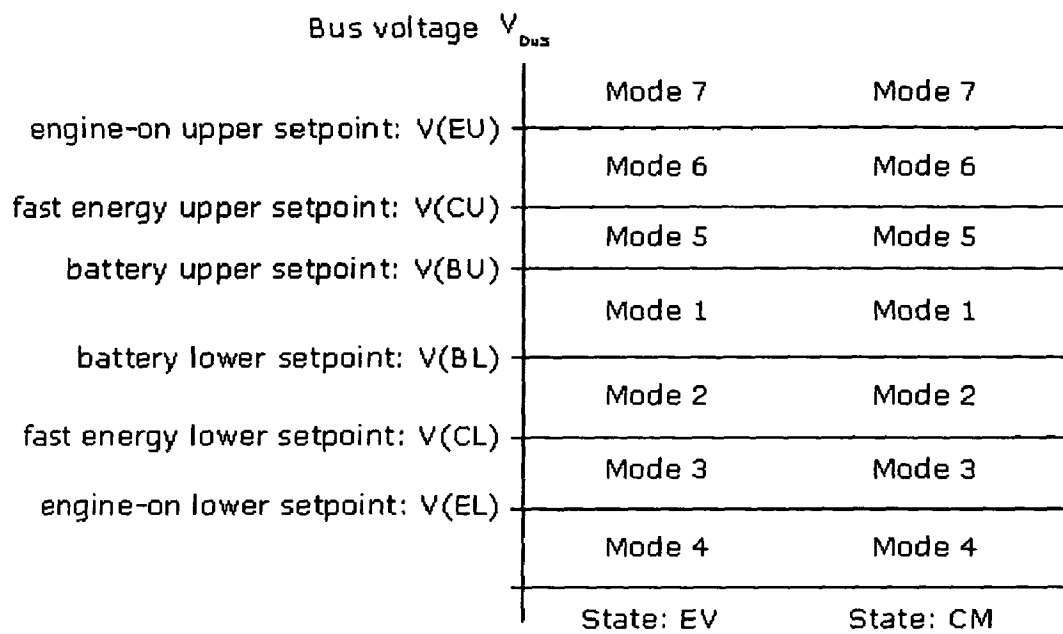 Bus voltage V_Bus
Mode 7 Mode 7
engine-on upper setpoint: V(EU)
Mode 6 Mode 6
fast energy upper setpoint: V(CU)
Mode 5 Mode 5
battery upper setpoint: V(BU)
Mode 1 Mode 1
battery lower setpoint: V(BL)
Mode 2 Mode 2
fast energy lower setpoint: V(CL)
Mode 3 Mode 3
engine-on lower setpoint: V(EL)
Mode 4 Mode 4
State: EV State: CM